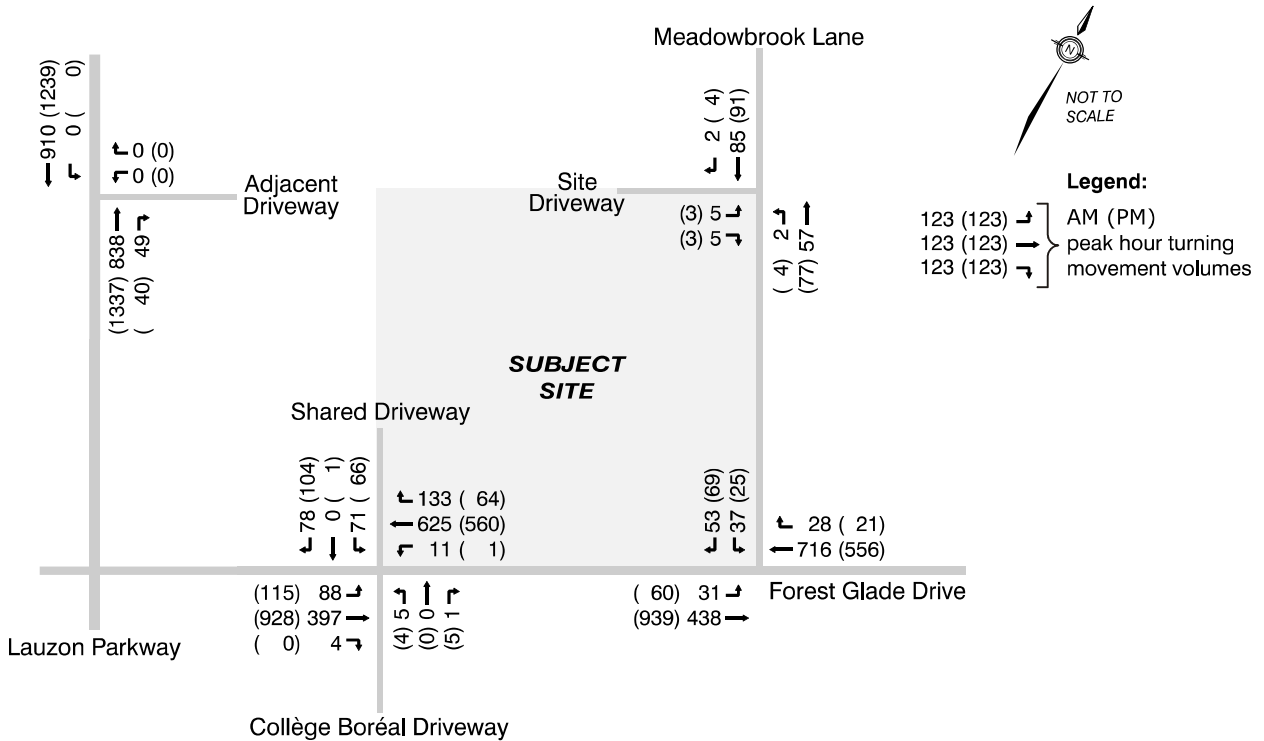 Meadowbrook Lane
910 (1239)
0 ( 0)
0 (0)
0 (0)
Adjacent
Driveway
(1337) 838
( 40) 49
2 ( 4)
85 (91)
Site
Driveway
(3) 5
(3) 5
( 4) 2
(77) 57
N
NOT TO
SCALE
Legend:
123 (123)
123 (123)
123 (123)
AM (PM)
peak hour turning
movement volumes
SUBJECT
SITE
Shared Driveway
78 (104)
0 ( 1)
71 ( 66)
133 ( 64)
625 (560)
11 ( 1)
53 (69)
37 (25)
28 ( 21)
716 (556)
(115) 88
(928) 397
( 0) 4
(4) 5
(0) 0
(5) 1
( 60) 31
(939) 438
Forest Glade Drive
Lauzon Parkway
Collège Boréal Driveway